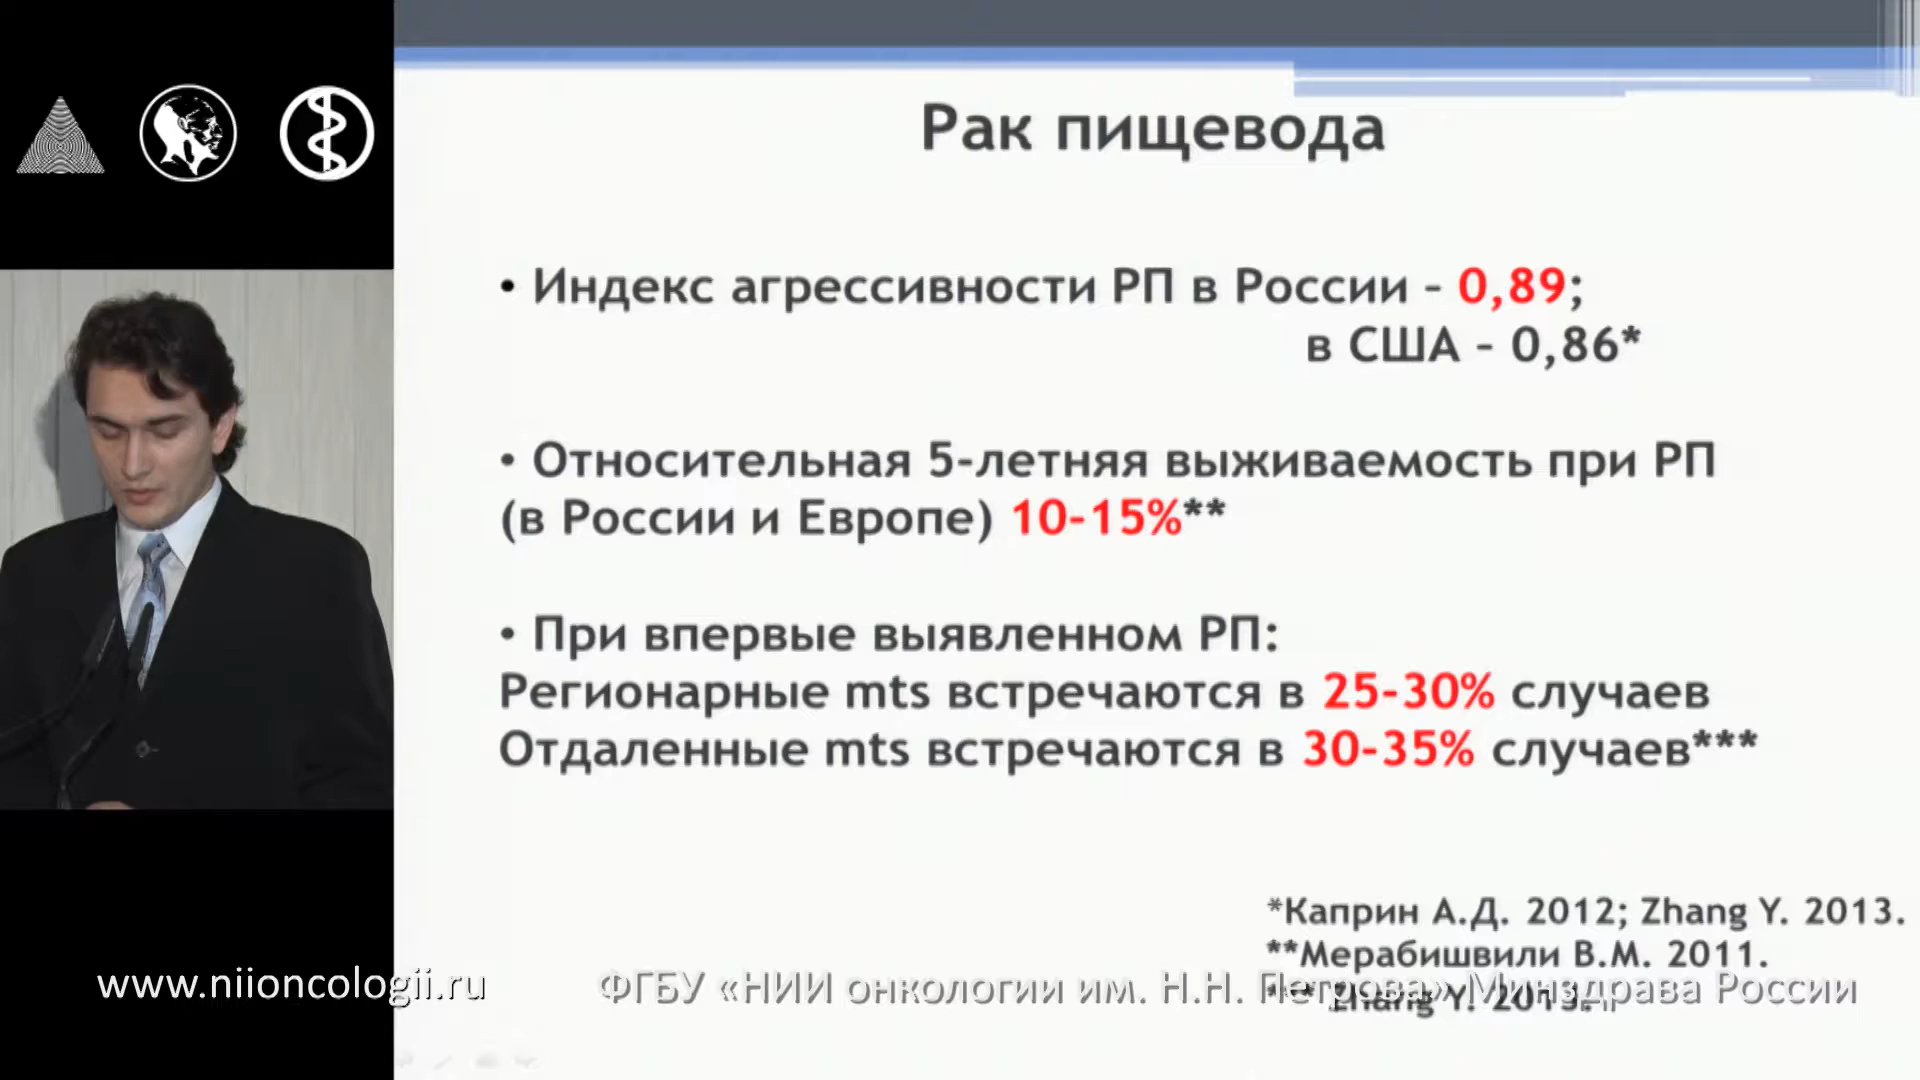 Рак пищевода
• Индекс агрессивности РП в России – 0,89;
в США – 0,86*
• Относительная 5-летняя выживаемость при РП
(в России и Европе) 10-15%**
• При впервые выявленном РП:
Регионарные mts встречаются в 25-30% случаев
Отдаленные mts встречаются в 30-35% случаев***
*Каприн А.Д. 2012; Zhang Y. 2013.
**Мерабишвили В.М. 2011.
*** Zhang Y. 2013.
www.niioncologii.ru
ФГБУ «НИИ онкологии им. Н.Н. Петрова» Минздрава России